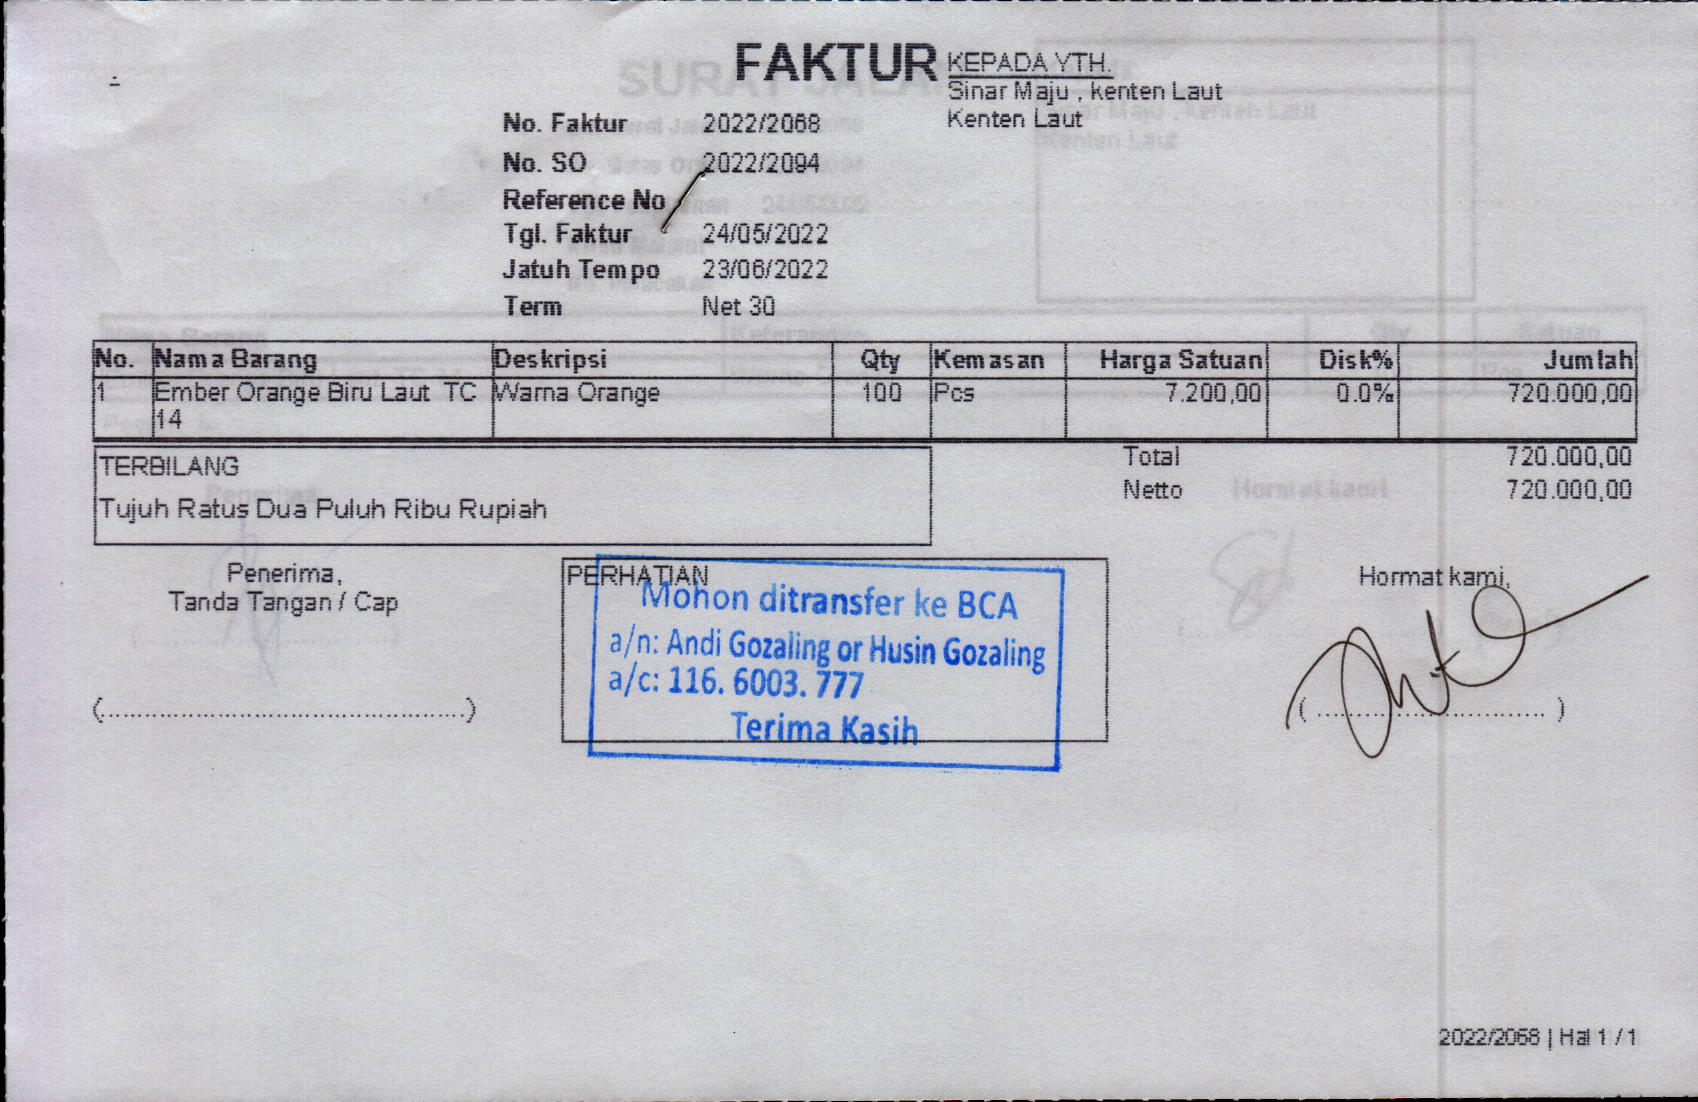 -
FAKTUR
KEPADA YTH.
Sinar Maju , kenten Laut
Kenten Laut
No. Faktur 2022/2068
No. SO 2022/2094
Reference No
Tgl. Faktur 24/05/2022
Jatuh Tempo 23/06/2022
Term Net 30
No. Nama Barang Deskripsi Qty Kemasan Harga Satuan Disk% Jumlah
1 Ember Orange Biru Laut TC Warna Orange 100 Pcs 7.200,00 0.0% 720.000,00
14
TERBILANG
Tujuh Ratus Dua Puluh Ribu Rupiah
Total 720.000,00
Netto 720.000,00
Penerima,
Tanda Tangan / Cap
(..............................................)
PERHATIAN
Mohon ditransfer ke BCA
a/n: Andi Gozaling or Husin Gozaling
a/c: 116. 6003. 777
Terima Kasih
Hormat kami,
( ............................. )
2022/2068 | Hal 1 / 1